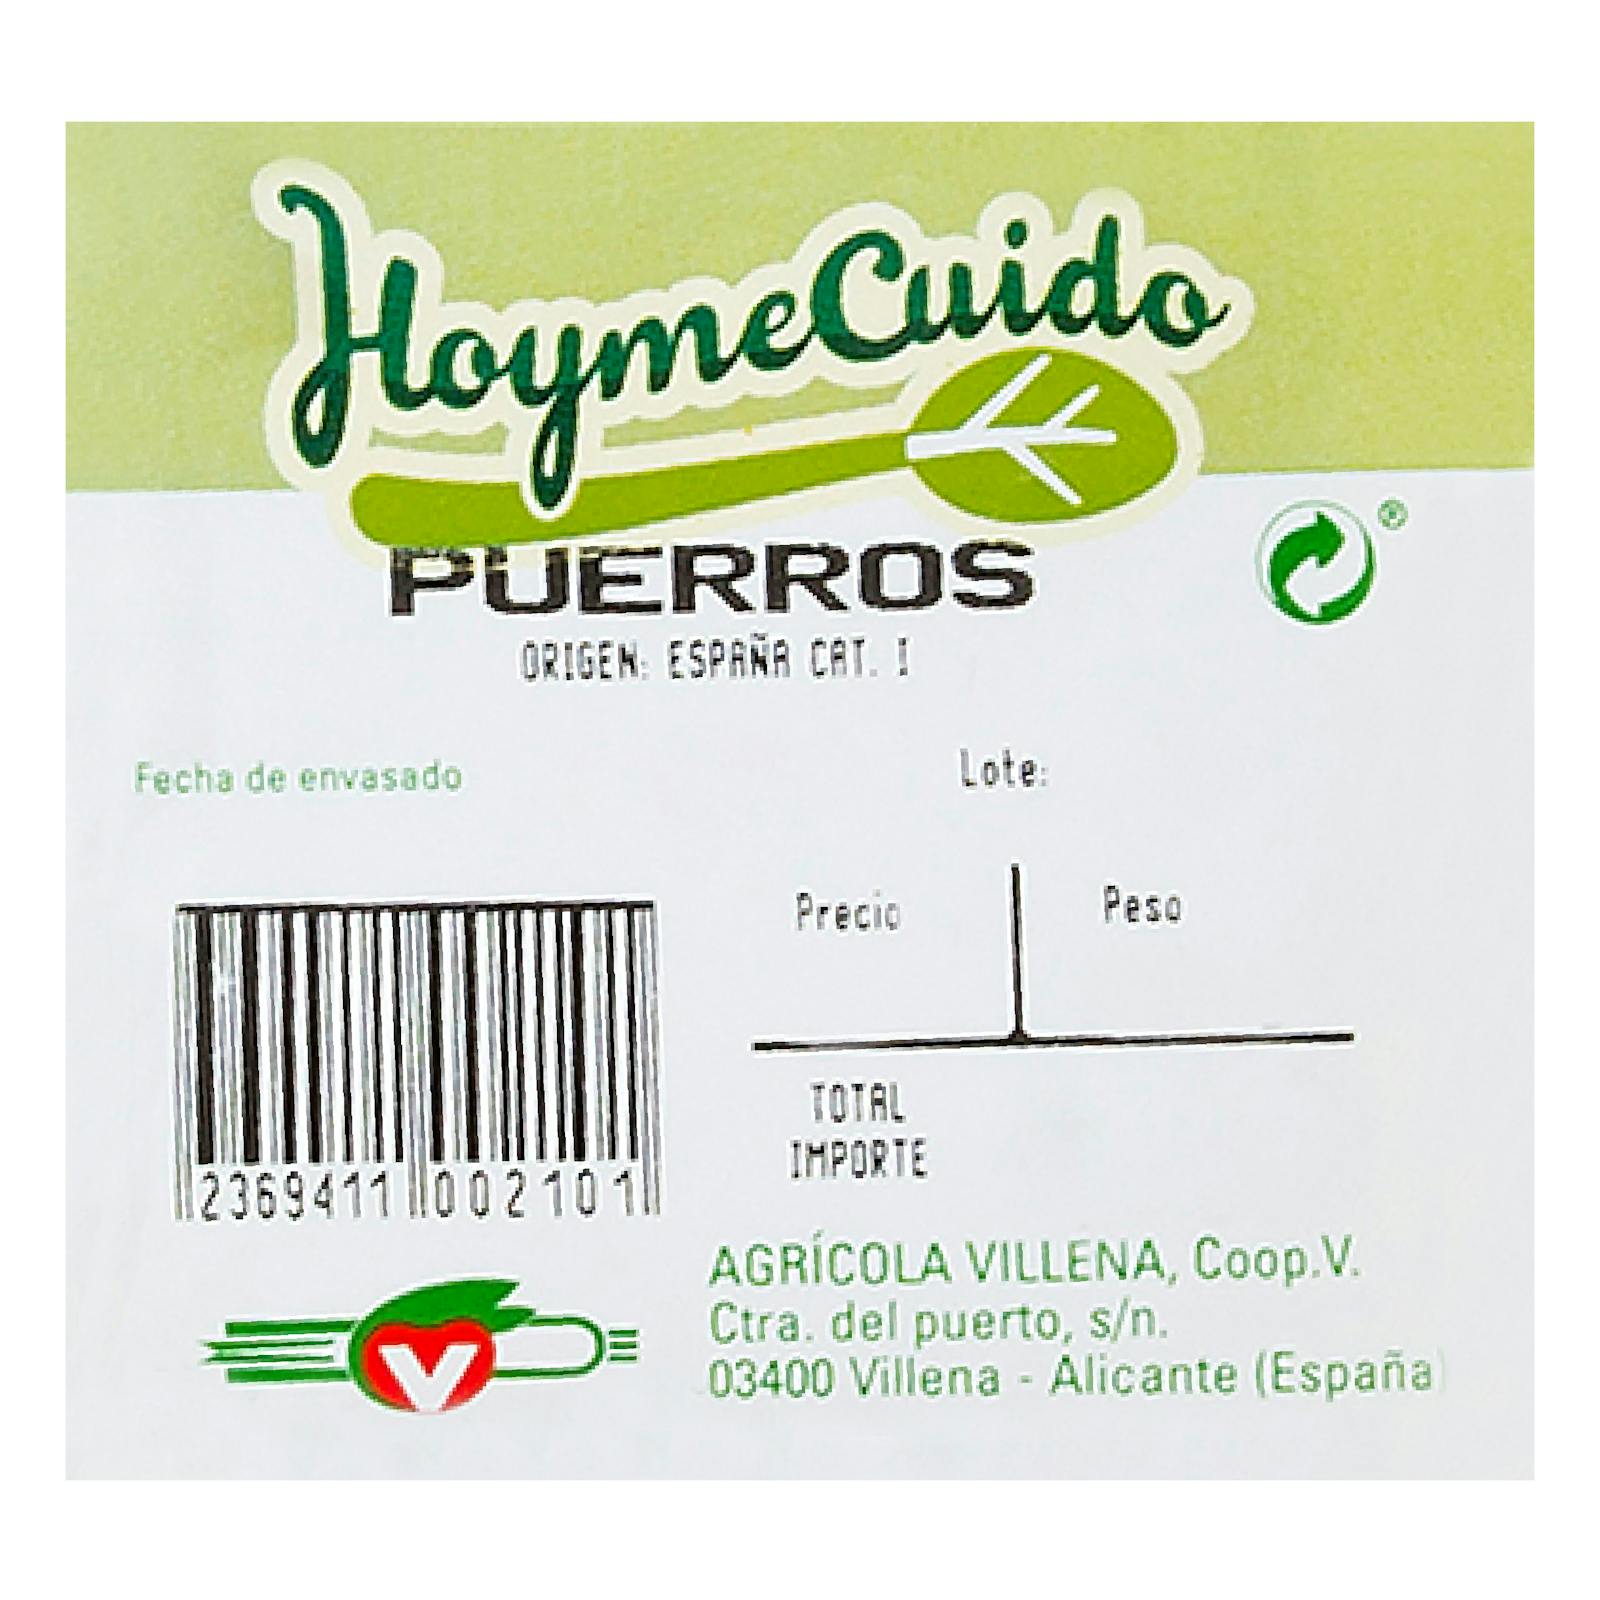 HoymeCuido
PUERROS
®
ORIGEN: ESPAÑA CAT. I
Fecha de envasado
Lote:
Precio
Peso
TOTAL
IMPORTE
2369411 002101
V
AGRÍCOLA VILLENA, Coop.V.
Ctra. del puerto, s/n.
03400 Villena - Alicante (España)